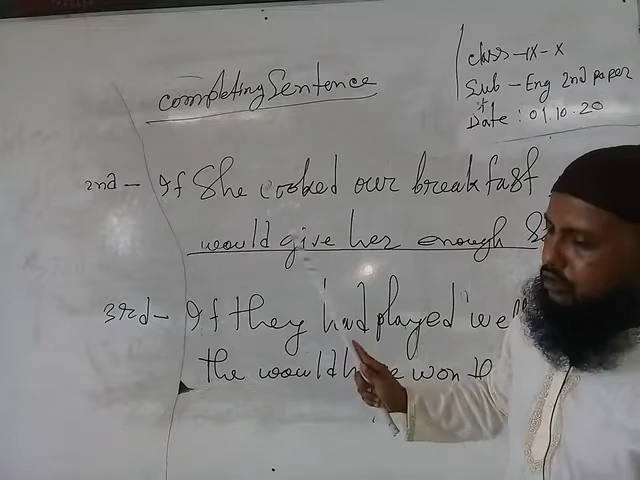 Completing Sentence
Class - IX - X
Sub - Eng 2nd paper
Date : 01.10.20
2nd - If She cooked our breakfast
would give her enough
3rd - If they had played well
the would have won